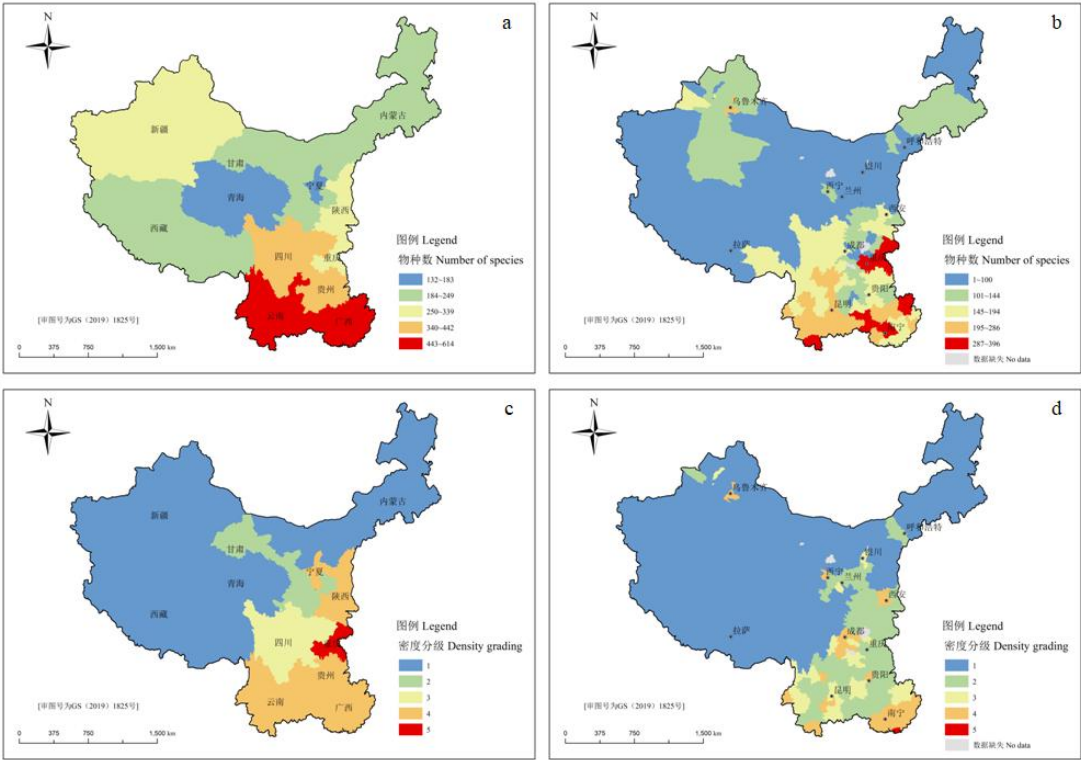 N
a
新疆
内蒙古
甘肃
宁夏
青海
陕西
西藏
四川
重庆
贵州
云南
广西
图例 Legend
物种数 Number of species
132~183
184~249
250~339
340~442
443~614
[审图号为GS（2019）1825号]
0 375 750 1,500 km
N
b
乌鲁木齐
呼和浩特
银川
西宁
兰州
西安
拉萨
成都
贵阳
昆明
南宁
图例 Legend
物种数 Number of species
1~100
101~144
145~194
195~286
287~396
数据缺失 No data
[审图号为GS（2019）1825号]
0 375 750 1,500 km
N
c
新疆
内蒙古
甘肃
宁夏
青海
陕西
西藏
四川
贵州
云南
广西
图例 Legend
密度分级 Density grading
1
2
3
4
5
[审图号为GS（2019）1825号]
0 375 750 1,500 km
N
d
乌鲁木齐
呼和浩特
银川
西宁
兰州
西安
拉萨
成都
重庆
贵阳
昆明
南宁
图例 Legend
密度分级 Density grading
1
2
3
4
5
数据缺失 No data
[审图号为GS（2019）1825号]
0 375 750 1,500 km